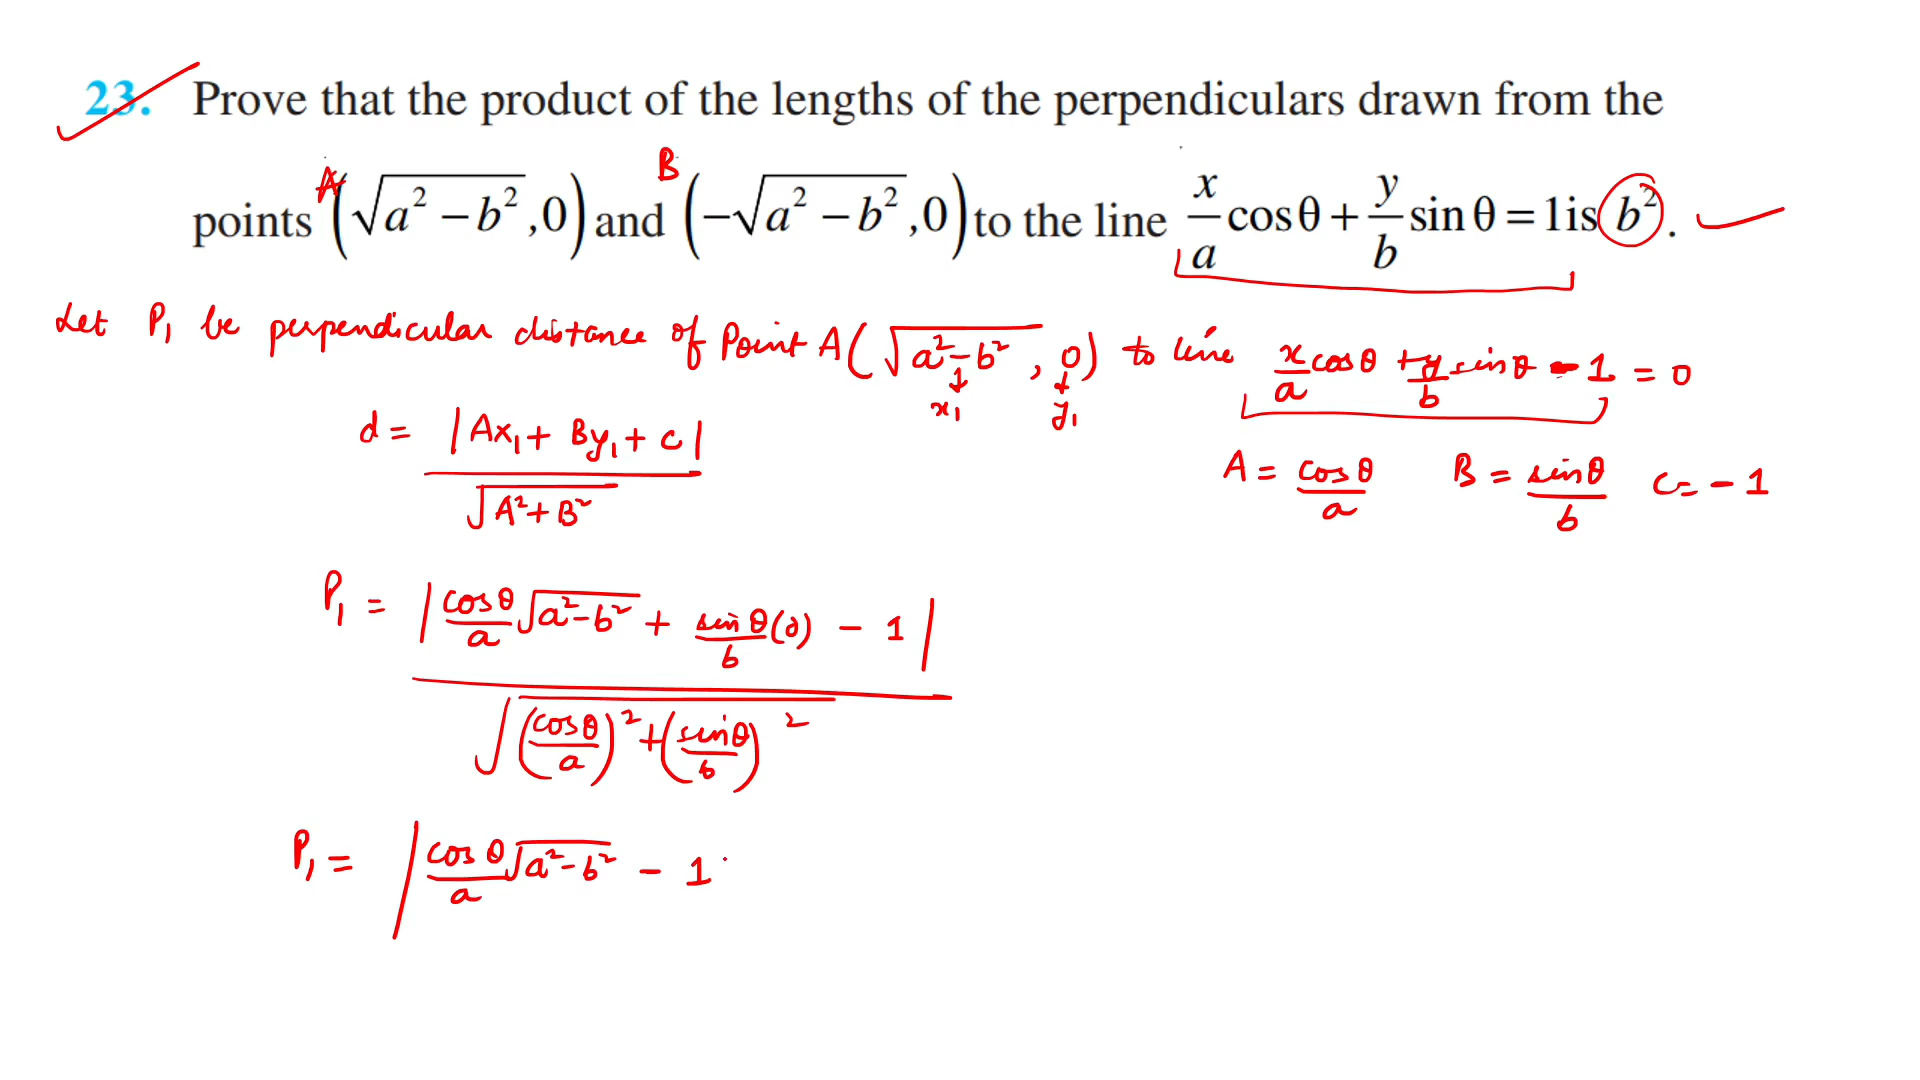 23. Prove that the product of the lengths of the perpendiculars drawn from the
A B
points (√(a² − b²) ,0) and (−√(a² − b²) ,0) to the line x/a cosθ + y/b sinθ = 1 is b².
Let P₁ be perpendicular distance of Point A(√(a²−b²) , 0) to line x/a cosθ + y/b sinθ - 1 = 0
x₁ y₁
d = |Ax₁ + By₁ + C| / √(A² + B²)
A = cosθ/a B = sinθ/b C = - 1
P₁ = |cosθ/a √(a²−b²) + sinθ/b (0) − 1| / √((cosθ/a)² + (sinθ/b)²)
P₁ = |cosθ/a √(a²−b²) − 1